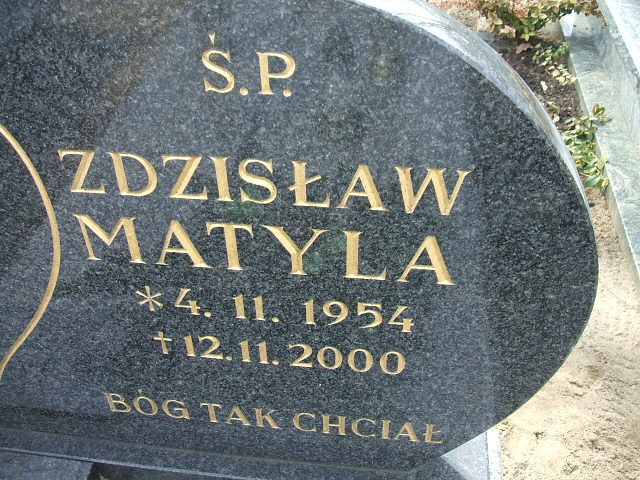 Ś.P.
ZDZISŁAW
MATYLA
* 4. 11. 1954
† 12. 11. 2000
BÓG TAK CHCIAŁ